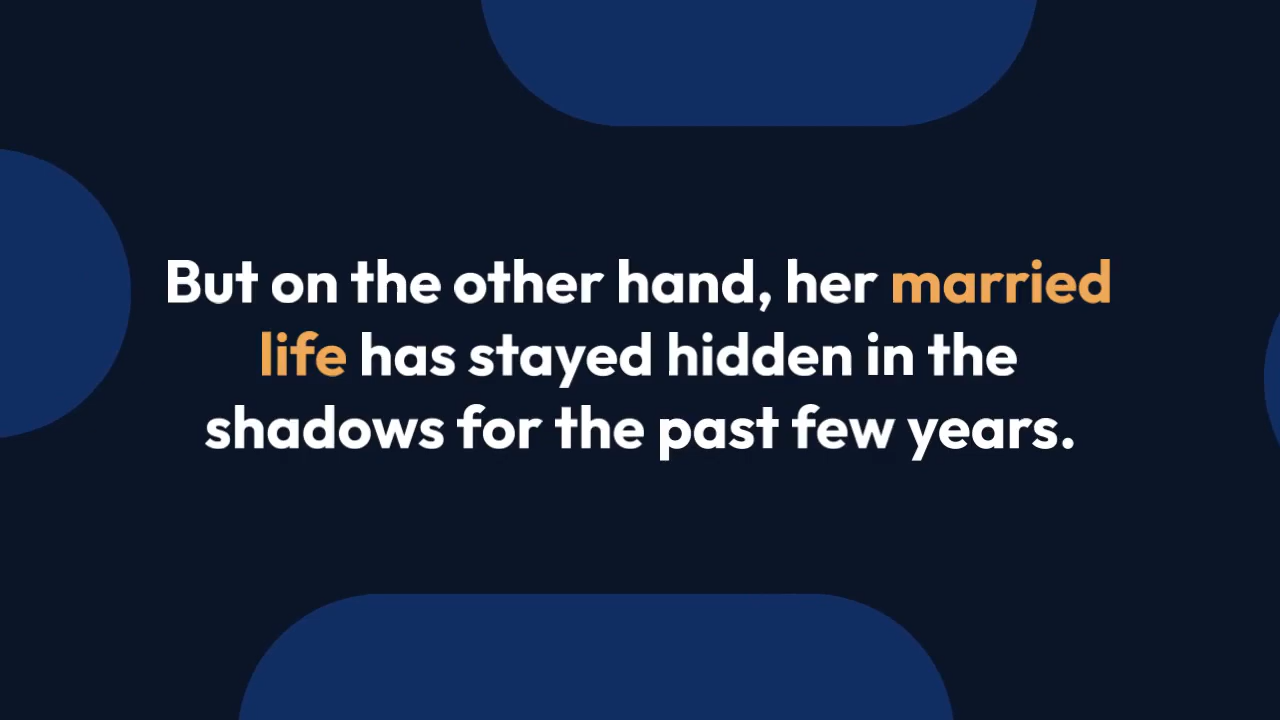 But on the other hand, her married
life has stayed hidden in the
shadows for the past few years.